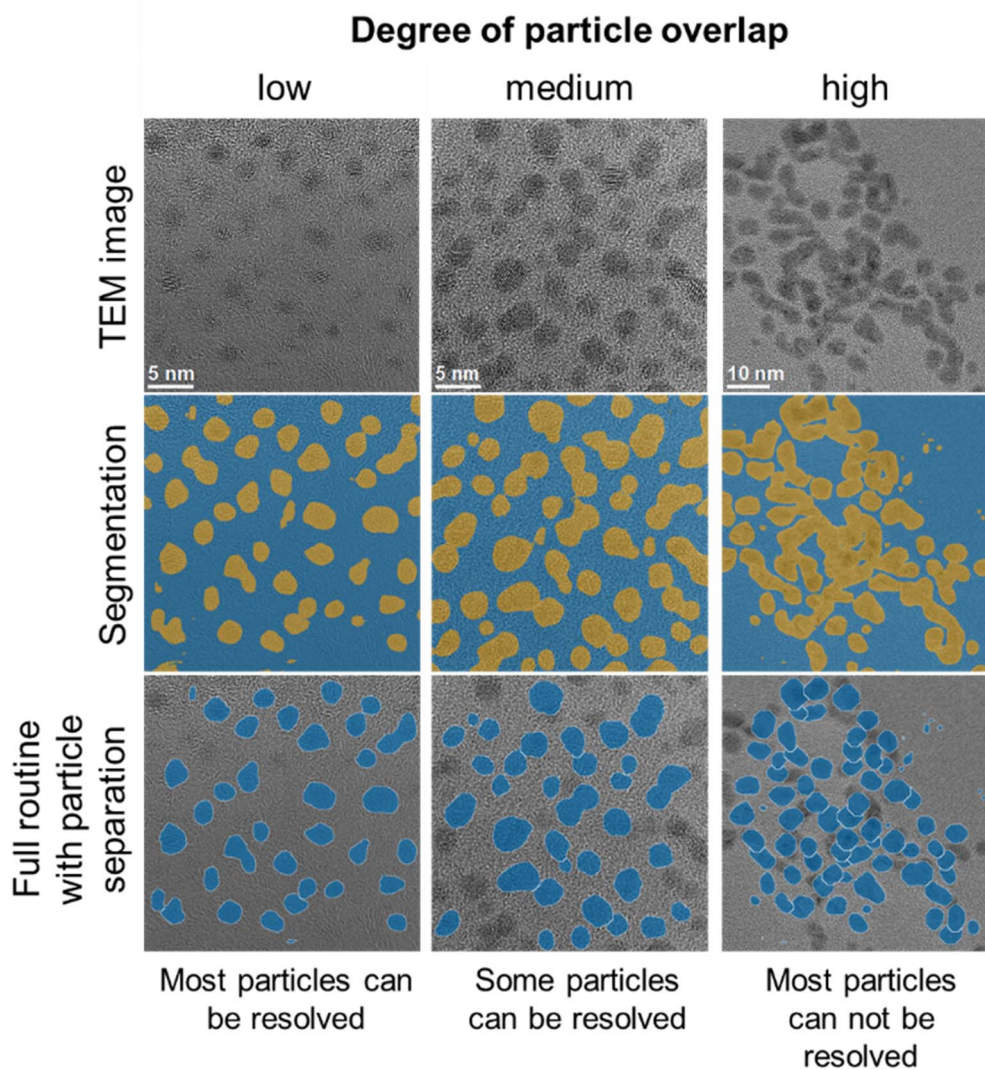 Degree of particle overlap
low
medium
high
TEM image
5 nm
5 nm
10 nm
Segmentation
Full routine
with particle
separation
Most particles can
be resolved
Some particles
can be resolved
Most particles
can not be
resolved